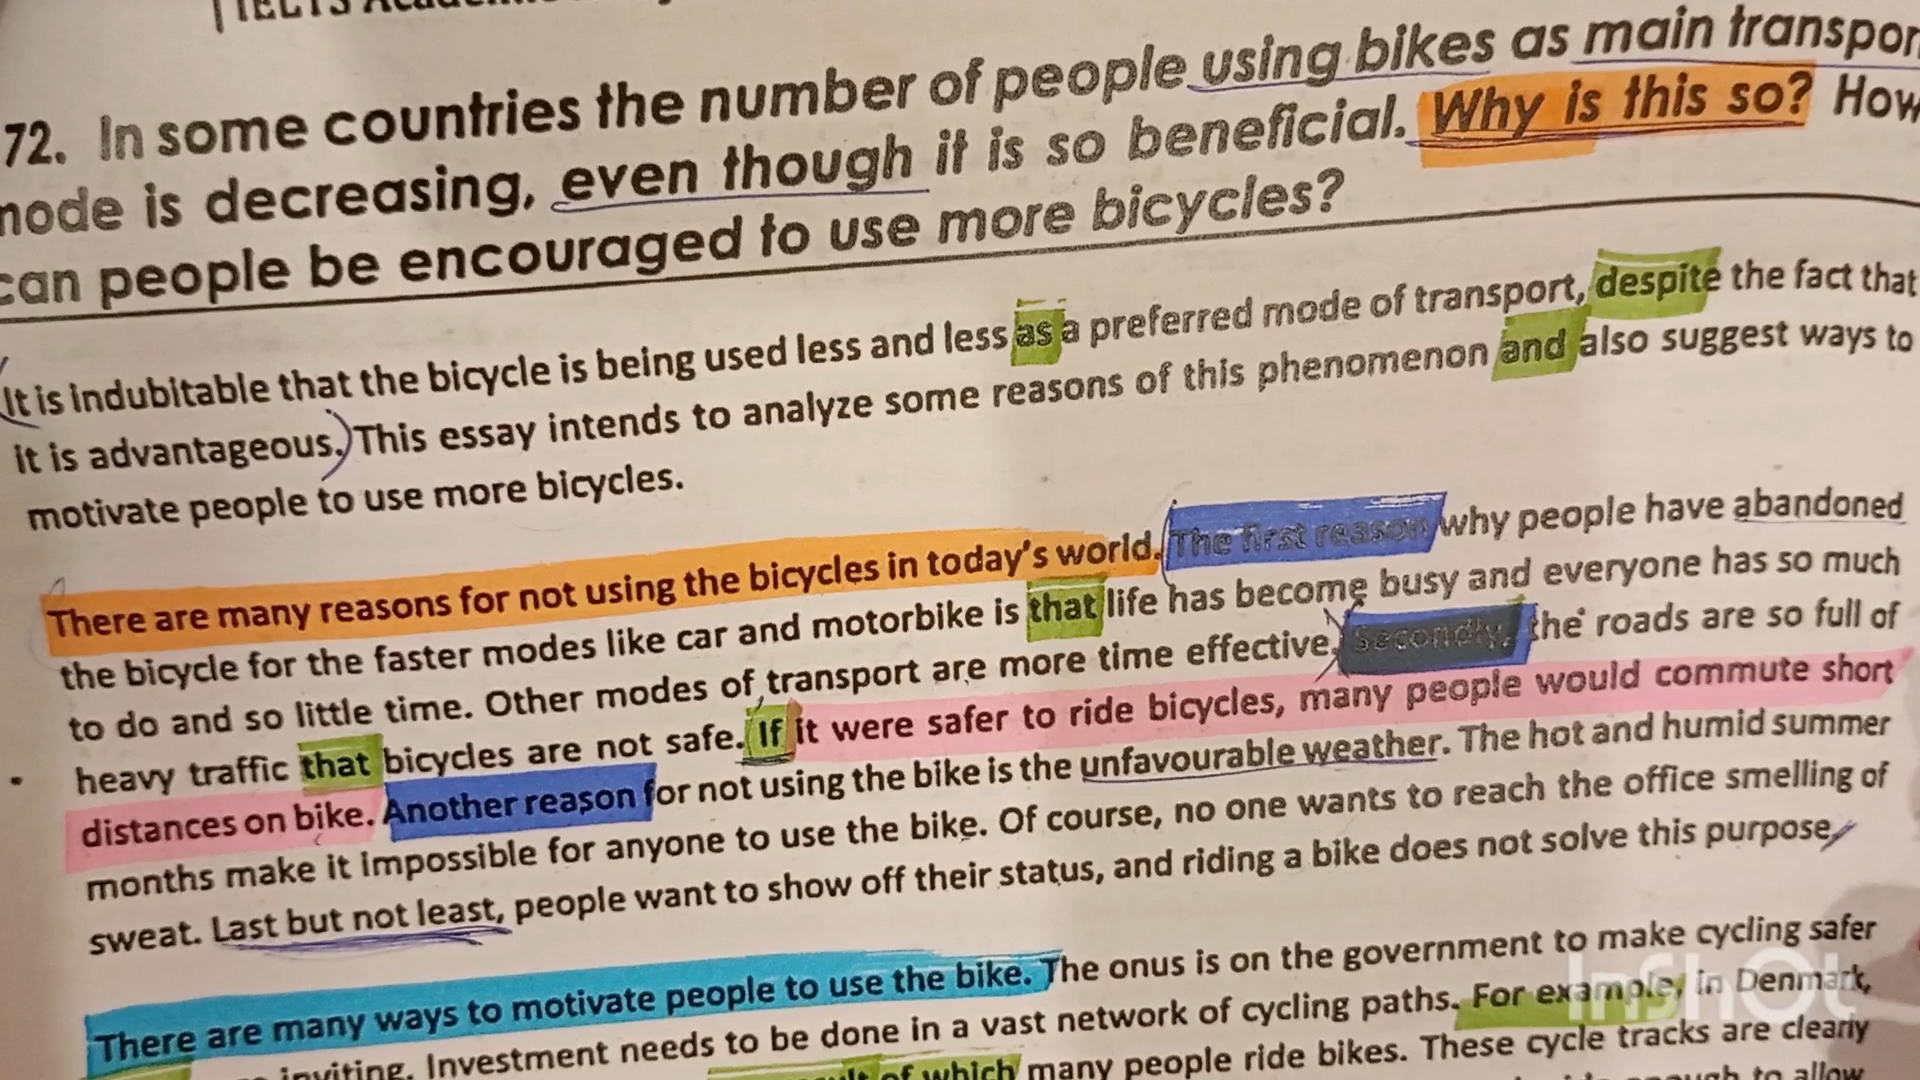 IELTS
72. In some countries the number of people using bikes as main transpor
mode is decreasing, even though it is so beneficial. Why is this so? How
can people be encouraged to use more bicycles?
It is indubitable that the bicycle is being used less and less as a preferred mode of transport, despite the fact that
it is advantageous. This essay intends to analyze some reasons of this phenomenon and also suggest ways to
motivate people to use more bicycles.
There are many reasons for not using the bicycles in today's world. The first reason why people have abandoned
the bicycle for the faster modes like car and motorbike is that life has become busy and everyone has so much
to do and so little time. Other modes of transport are more time effective. Secondly, the roads are so full of
heavy traffic that bicycles are not safe. If it were safer to ride bicycles, many people would commute short
distances on bike. Another reason for not using the bike is the unfavourable weather. The hot and humid summer
months make it impossible for anyone to use the bike. Of course, no one wants to reach the office smelling of
sweat. Last but not least, people want to show off their status, and riding a bike does not solve this purpose.
There are many ways to motivate people to use the bike. The onus is on the government to make cycling safer
inviting. Investment needs to be done in a vast network of cycling paths. For example, in Denmark,
of which many people ride bikes. These cycle tracks are clearly
to allow
InShOt